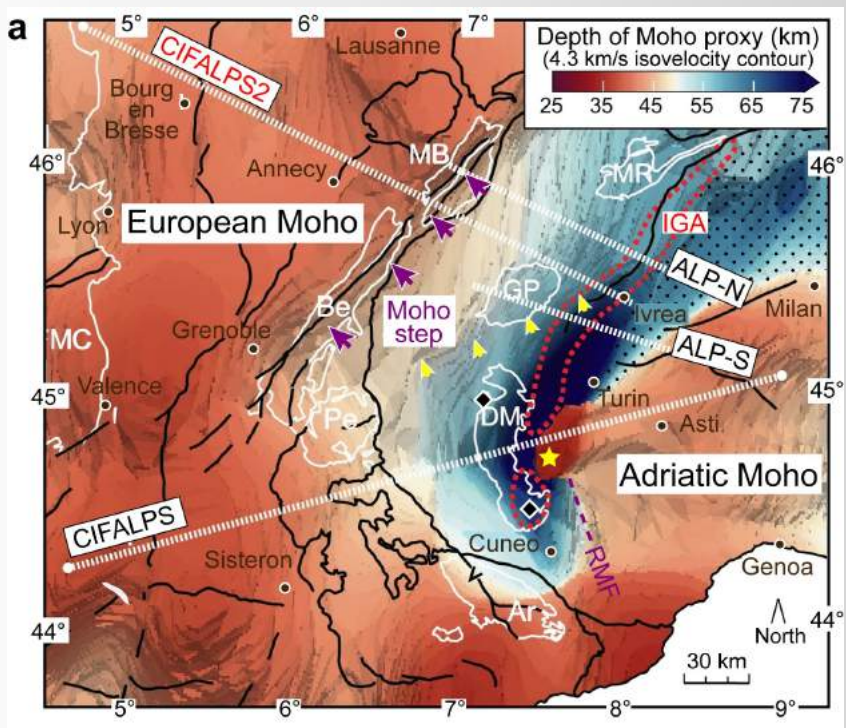 a
5°
6°
7°
Depth of Moho proxy (km)
(4.3 km/s isovelocity contour)
25 35 45 55 65 75
CIFALPS2
Lausanne
Bourg
en
Bresse
MB
46°
46°
Annecy
MR
Lyon
European Moho
IGA
GP
ALP-N
Be
Moho
step
Ivrea
Milan
MC
Grenoble
ALP-S
Valence
45°
45°
Turin
Pe
DM
Asti
Adriatic Moho
CIFALPS
Cuneo
RMF
Sisteron
Genoa
44°
Ar
44°
North
30 km
5°
6°
7°
8°
9°